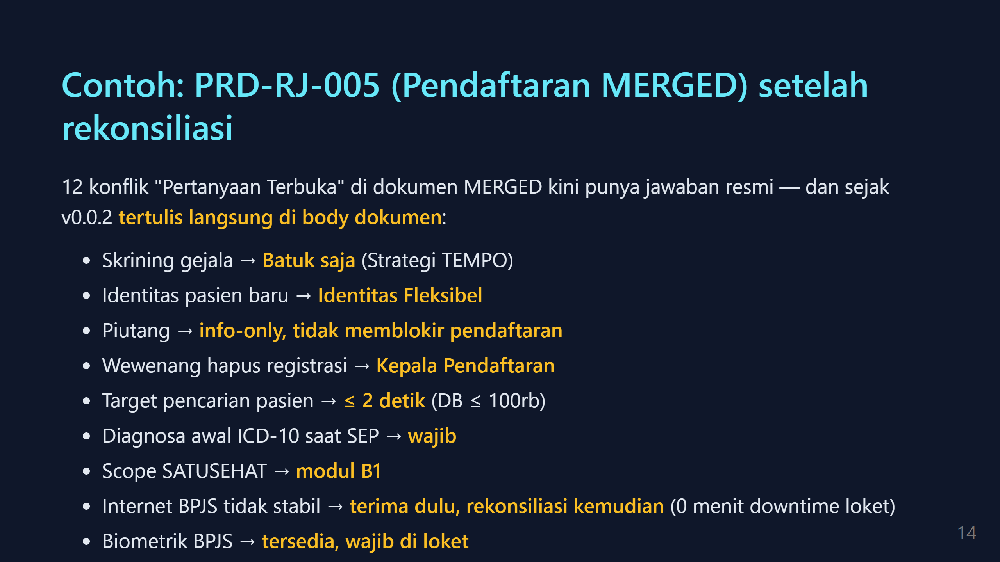 Contoh: PRD-RJ-005 (Pendaftaran MERGED) setelah
rekonsiliasi
12 konflik "Pertanyaan Terbuka" di dokumen MERGED kini punya jawaban resmi — dan sejak
v0.0.2 tertulis langsung di body dokumen:
• Skrining gejala → Batuk saja (Strategi TEMPO)
• Identitas pasien baru → Identitas Fleksibel
• Piutang → info-only, tidak memblokir pendaftaran
• Wewenang hapus registrasi → Kepala Pendaftaran
• Target pencarian pasien → ≤ 2 detik (DB ≤ 100rb)
• Diagnosa awal ICD-10 saat SEP → wajib
• Scope SATUSEHAT → modul B1
• Internet BPJS tidak stabil → terima dulu, rekonsiliasi kemudian (0 menit downtime loket)
• Biometrik BPJS → tersedia, wajib di loket
14